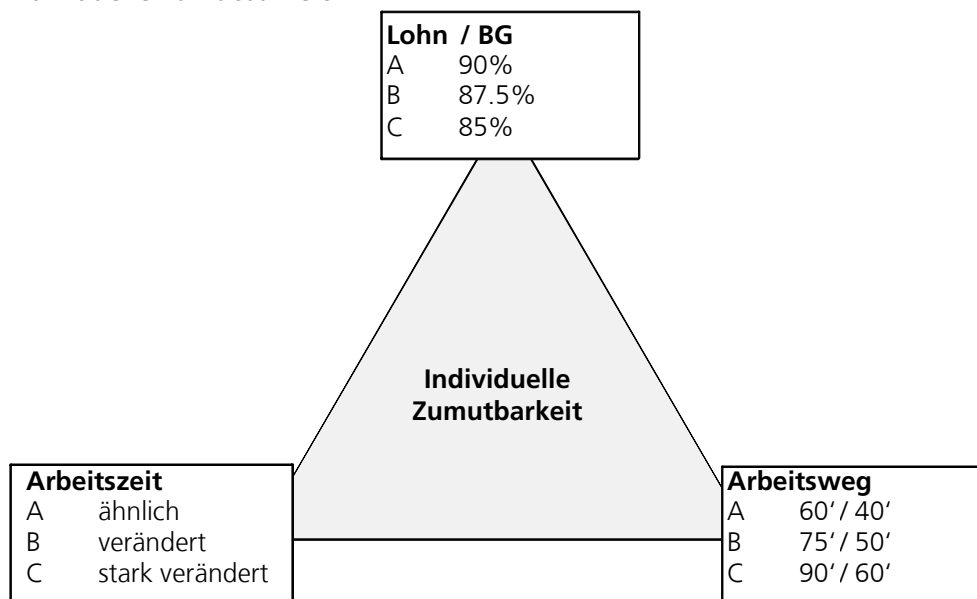 Lohn / BG
A 90%
B 87.5%
C 85%
Individuelle
Zumutbarkeit
Arbeitszeit
A ähnlich
B verändert
C stark verändert
Arbeitsweg
A 60‘ / 40‘
B 75‘ / 50‘
C 90‘ / 60‘